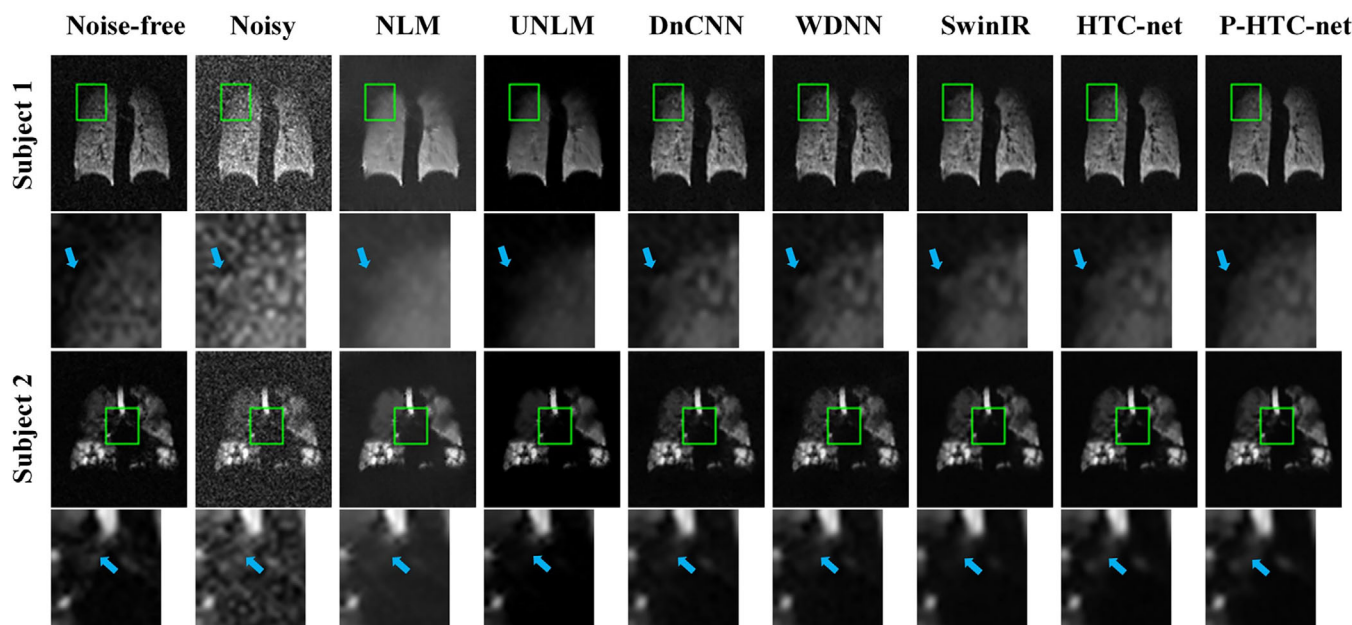 Noise-free Noisy NLM UNLM DnCNN WDNN SwinIR HTC-net P-HTC-net
Subject 1
Subject 2